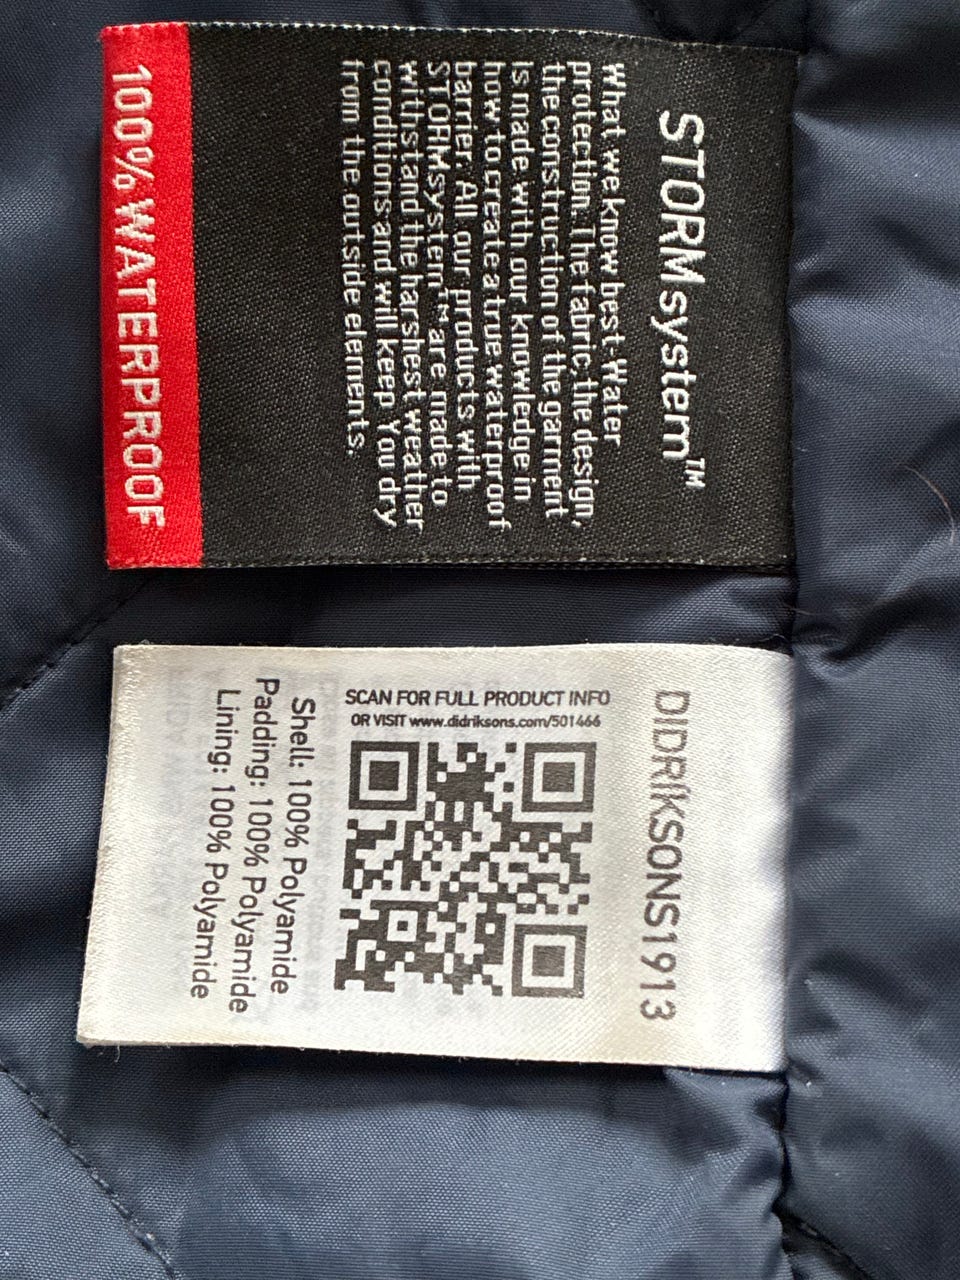 STORMsystem™
What we know best. Water
protection. The fabric, the design,
the construction of the garment
is made with our knowledge in
how to create a true waterproof
barrier. All our products with
STORMsystem™ are made to
withstand the harshest weather
conditions and will keep you dry
from the outside elements.
100% WATERPROOF
DIDRIKSONS1913
SCAN FOR FULL PRODUCT INFO
OR VISIT www.didriksons.com/501466
Shell: 100% Polyamide
Padding: 100% Polyamide
Lining: 100% Polyamide